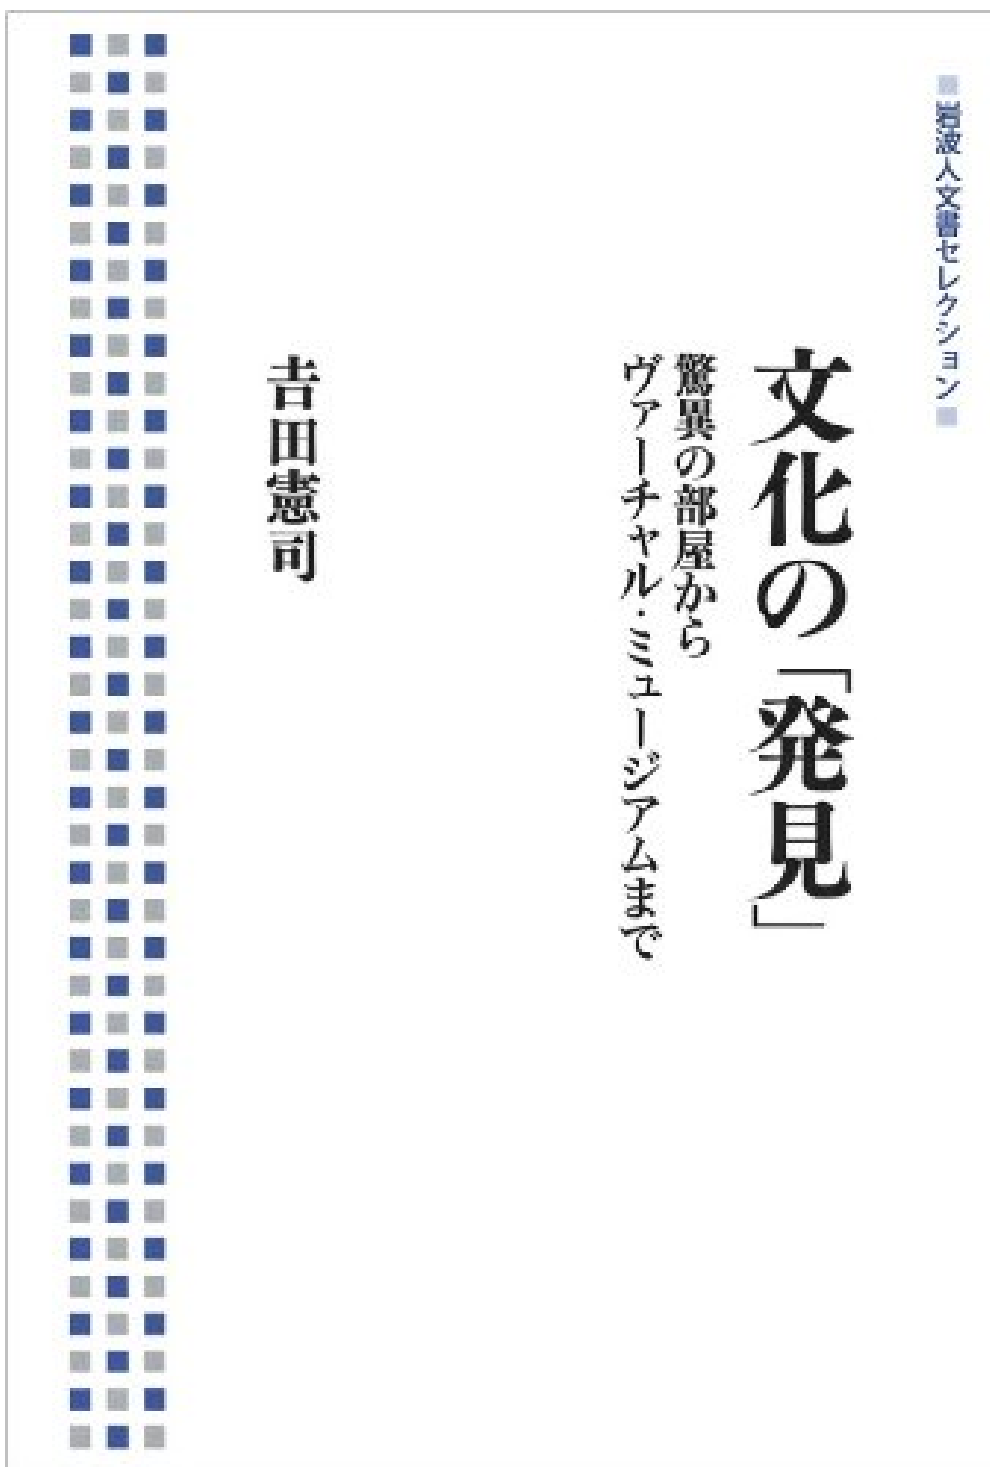 岩波人文書セレクション
文化の「発見」
驚異の部屋から
ヴァーチャル・ミュージアムまで
𠮷田憲司